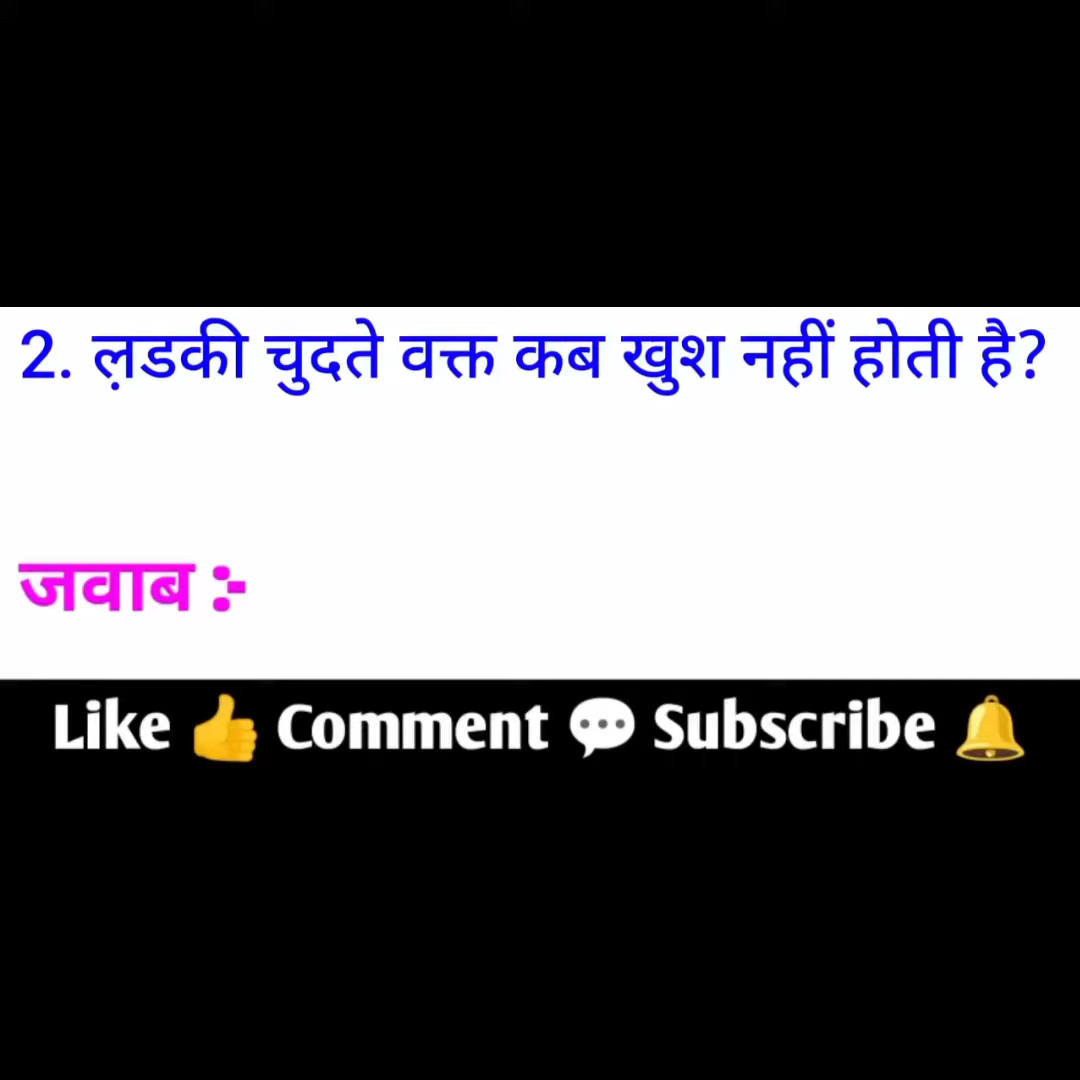 2. ल़डकी चुदते वक्त कब खुश नहीं होती है?
जवाब :-
Like 👍 Comment 💬 Subscribe 🔔